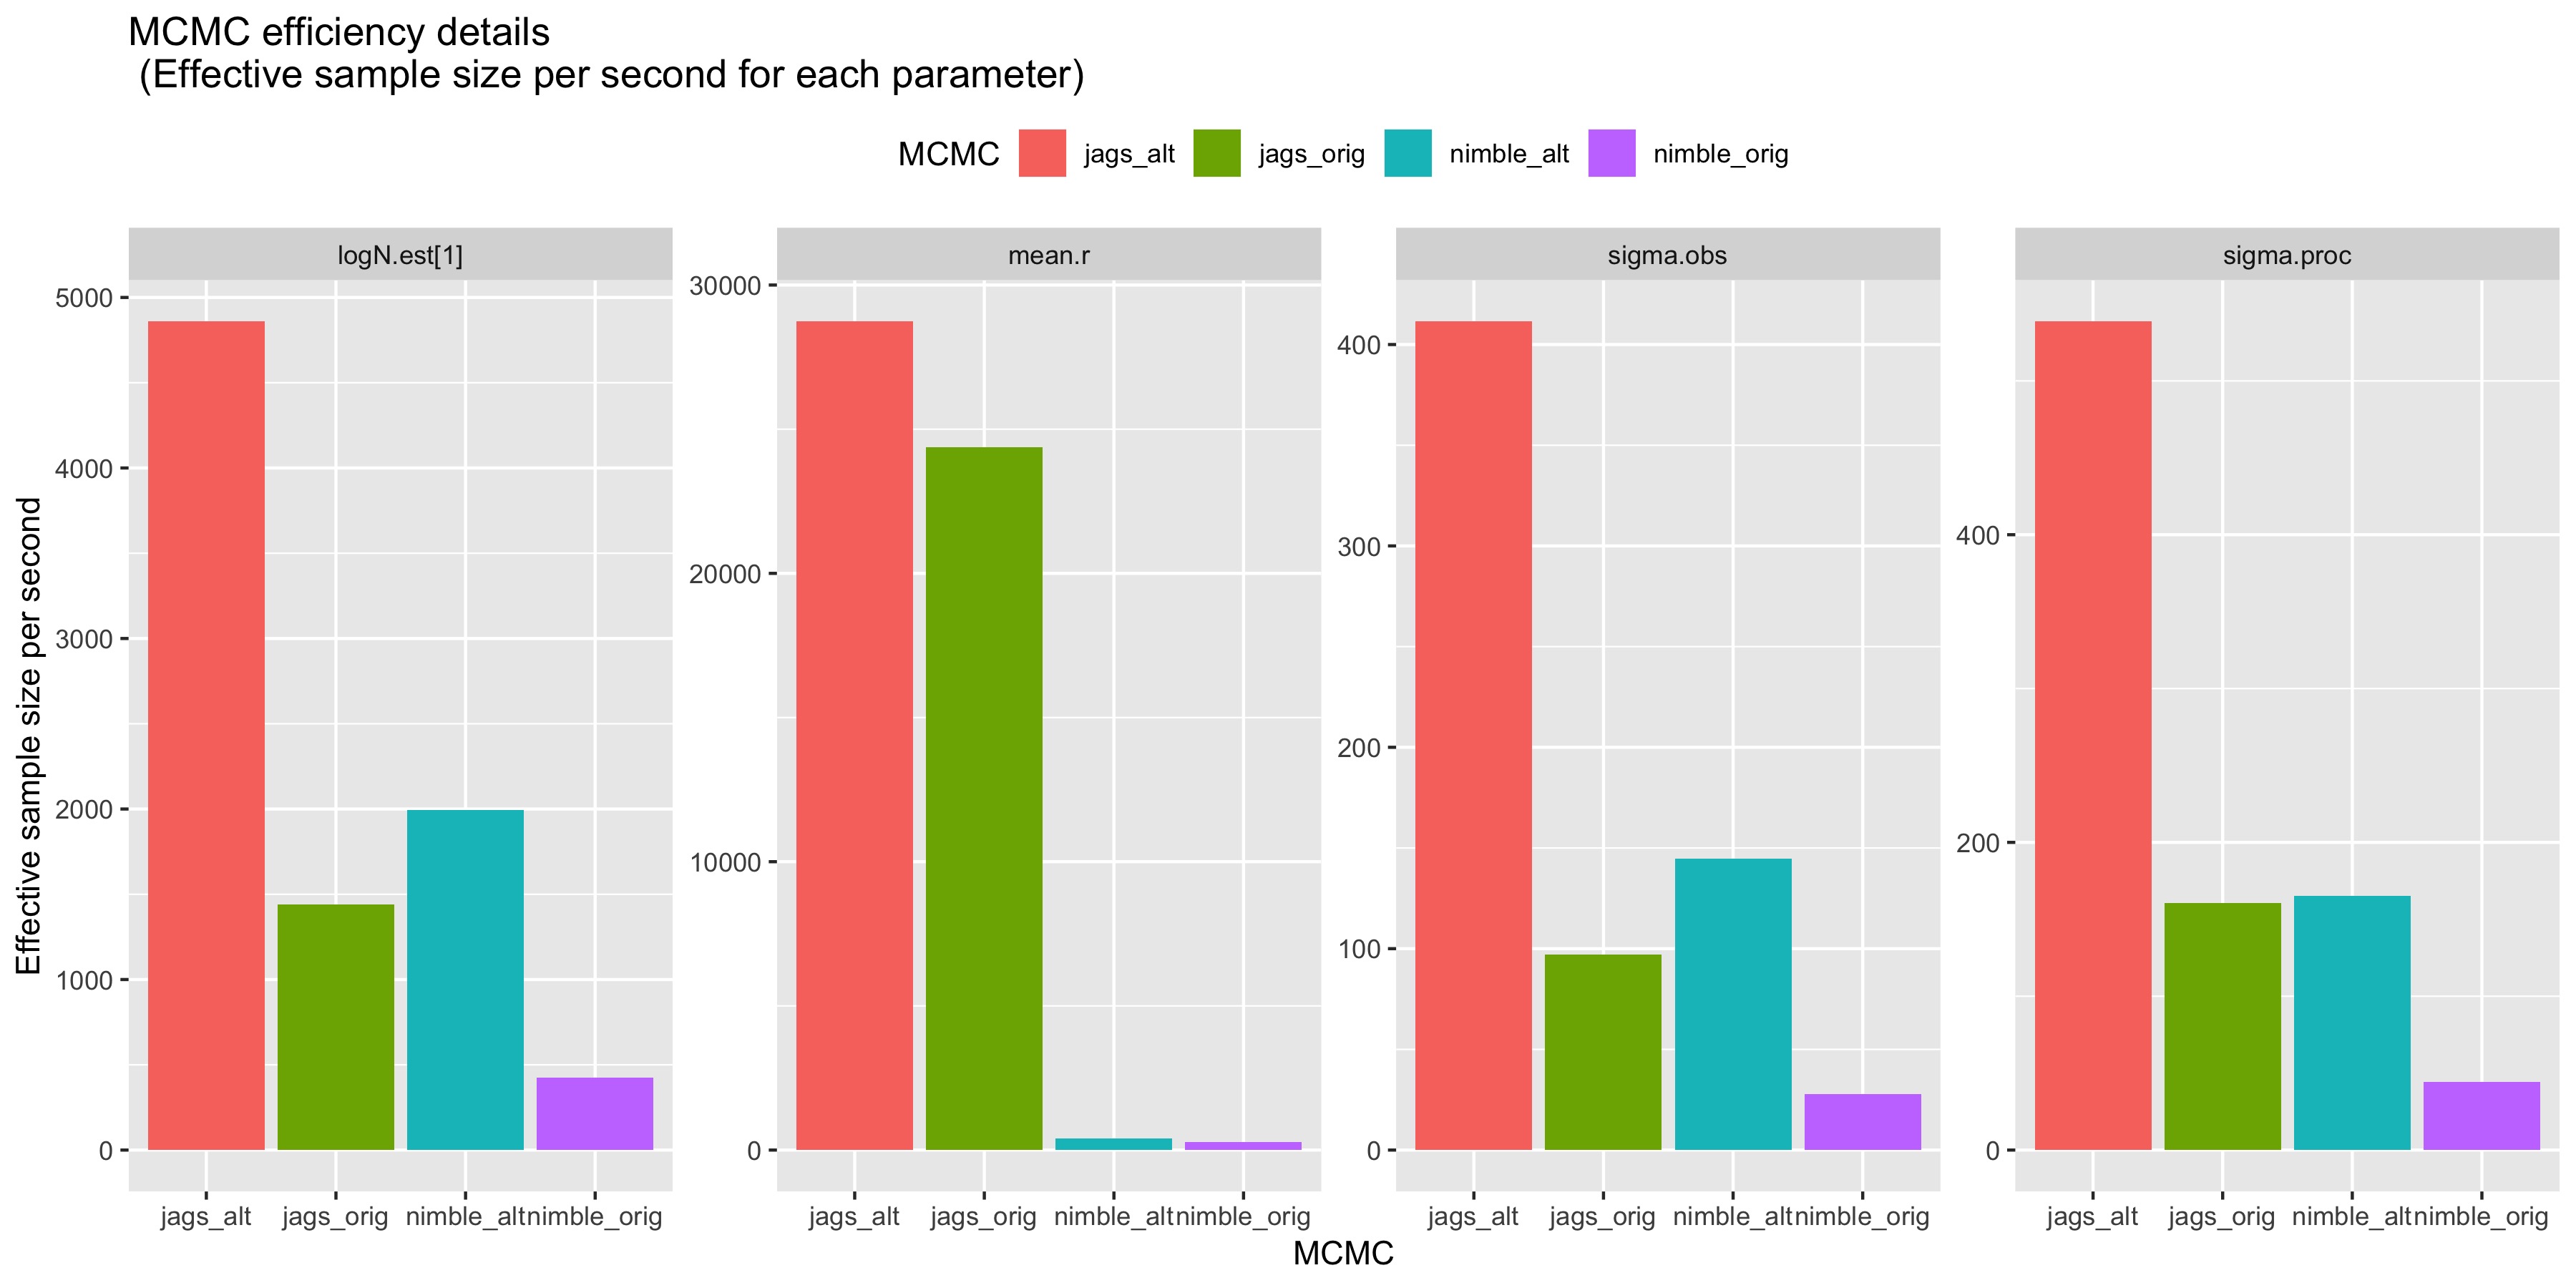 MCMC efficiency details
(Effective sample size per second for each parameter)
MCMC jags_alt jags_orig nimble_alt nimble_orig
logN.est[1] mean.r sigma.obs sigma.proc
Effective sample size per second
5000
4000
3000
2000
1000
0
jags_alt jags_orig nimble_alt nimble_orig
30000
20000
10000
0
jags_alt jags_orig nimble_alt nimble_orig
400
300
200
100
0
jags_alt jags_orig nimble_alt nimble_orig
400
200
0
jags_alt jags_orig nimble_alt nimble_orig
MCMC